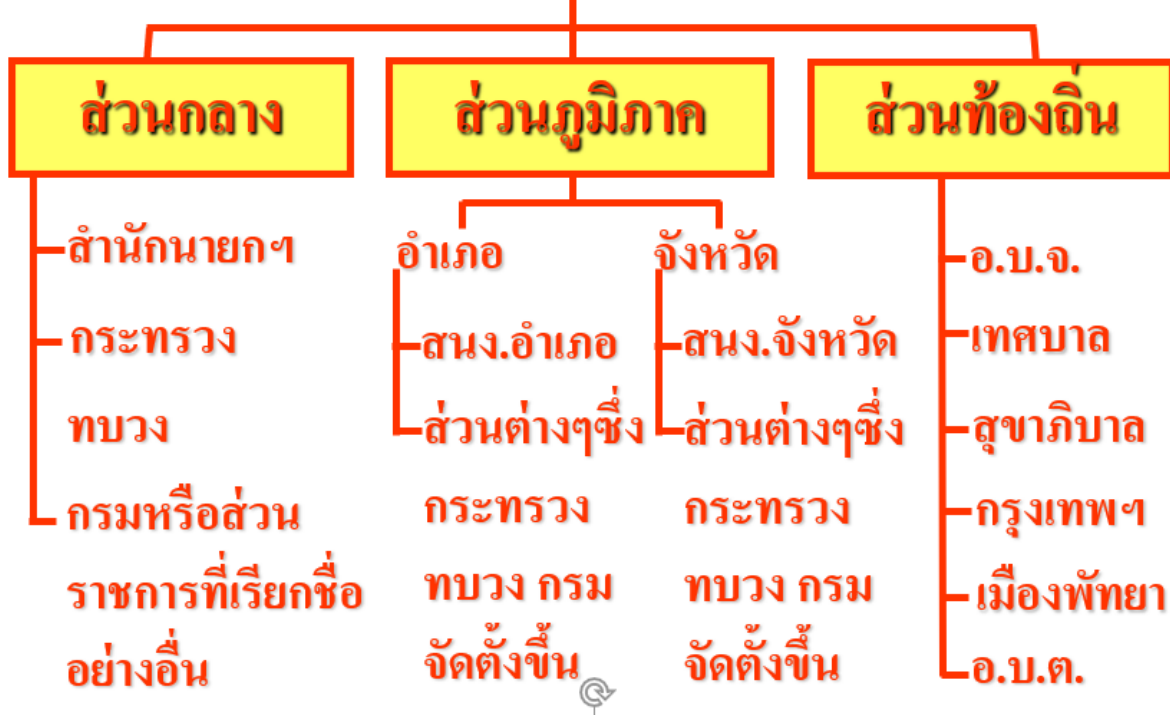 ส่วนกลาง
สำนักนายกฯ
กระทรวง
ทบวง
กรมหรือส่วน
ราชการที่เรียกชื่อ
อย่างอื่น
ส่วนภูมิภาค
อำเภอ
สนง.อำเภอ
ส่วนต่างๆซึ่ง
กระทรวง
ทบวง กรม
จัดตั้งขึ้น
จังหวัด
สนง.จังหวัด
ส่วนต่างๆซึ่ง
กระทรวง
ทบวง กรม
จัดตั้งขึ้น
ส่วนท้องถิ่น
อ.บ.จ.
เทศบาล
สุขาภิบาล
กรุงเทพฯ
เมืองพัทยา
อ.บ.ต.